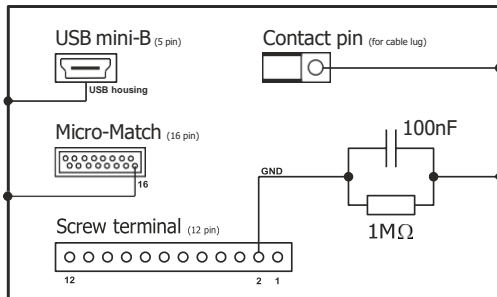 USB mini-B (5 pin)
Contact pin (for cable lug)
USB housing
Micro-Match (16 pin)
100nF
16
GND
Screw terminal (12 pin)
1MΩ
12
2
1